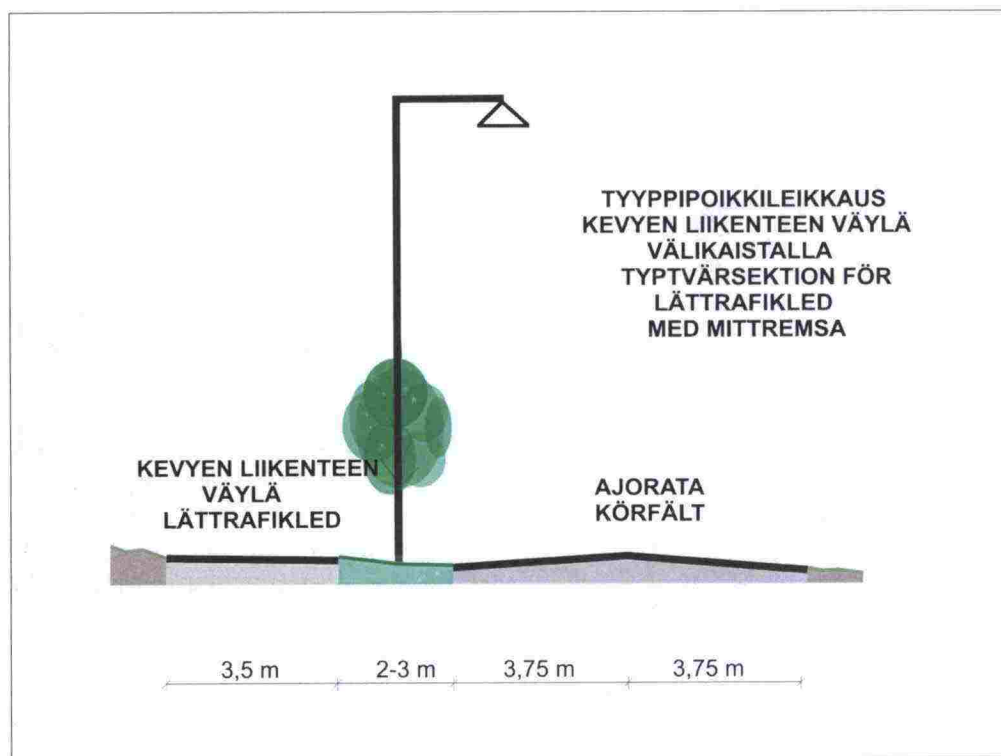 TYYPPIPOIKKILEIKKAUS
KEVYEN LIIKENTEEN VÄYLÄ
VÄLIKAISTALLA
TYPTVÄRSEKTION FÖR
LÄTTRAFIKLED
MED MITTREMSA
KEVYEN LIIKENTEEN
VÄYLÄ
LÄTTRAFIKLED
AJORATA
KÖRFÄLT
3,5 m 2-3 m 3,75 m 3,75 m